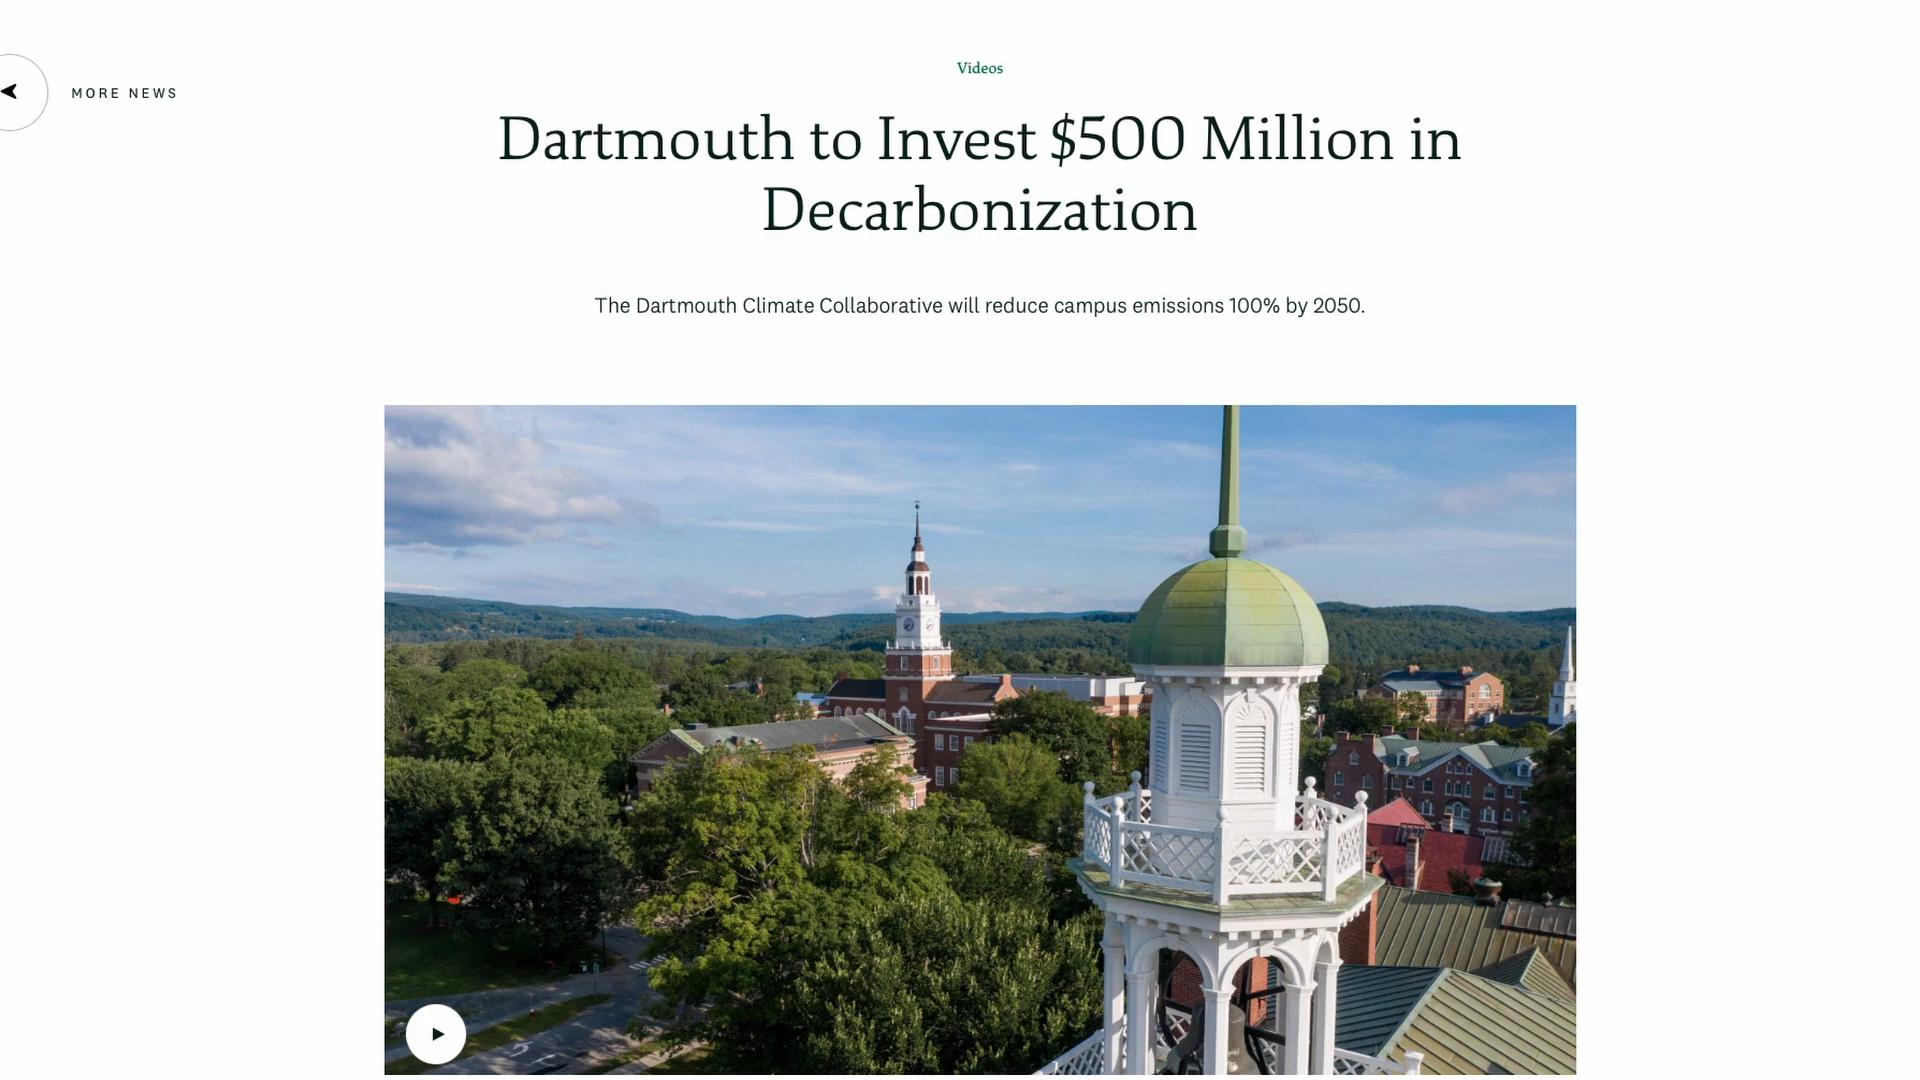 MORE NEWS
Videos
Dartmouth to Invest $500 Million in
Decarbonization
The Dartmouth Climate Collaborative will reduce campus emissions 100% by 2050.